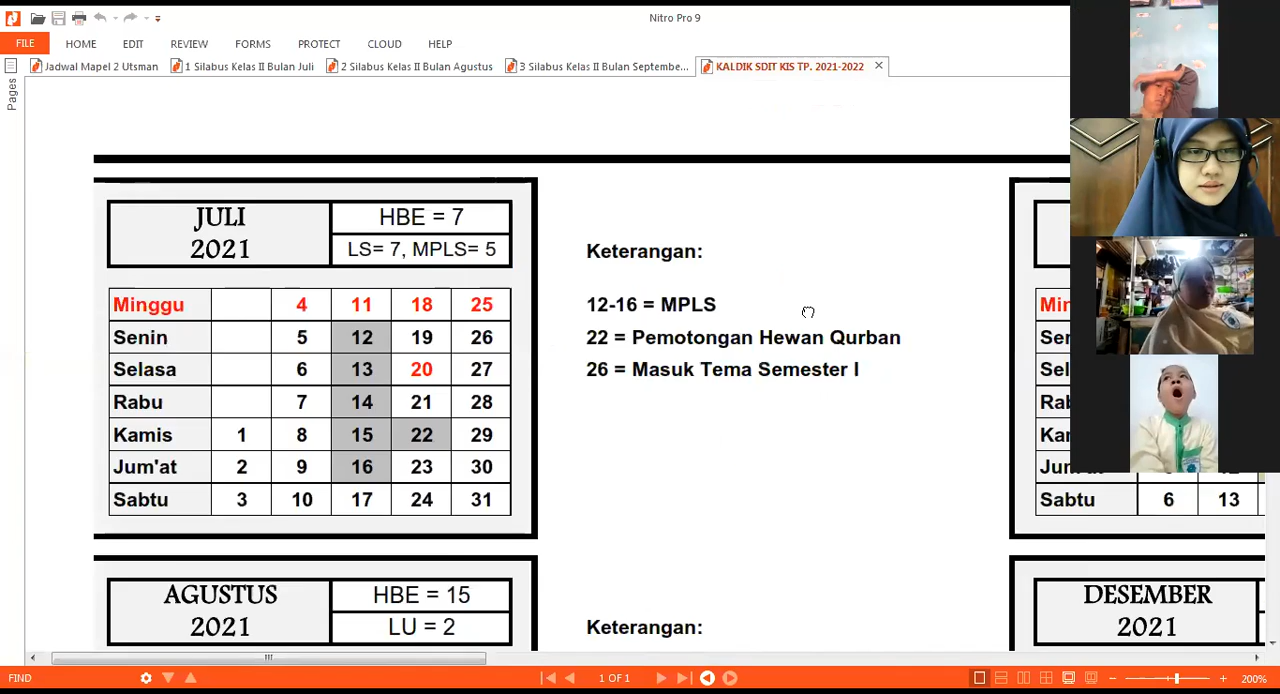 Nitro Pro 9
FILE HOME EDIT REVIEW FORMS PROTECT CLOUD HELP
Jadwal Mapel 2 Utsman 1 Silabus Kelas II Bulan Juli 2 Silabus Kelas II Bulan Agustus 3 Silabus Kelas II Bulan Septembe... KALDIK SDIT KIS TP. 2021-2022
Pages
JULI
2021
HBE = 7
LS= 7, MPLS= 5
Minggu 4 11 18 25
Senin 5 12 19 26
Selasa 6 13 20 27
Rabu 7 14 21 28
Kamis 1 8 15 22 29
Jum'at 2 9 16 23 30
Sabtu 3 10 17 24 31
Keterangan:
12-16 = MPLS
22 = Pemotongan Hewan Qurban
26 = Masuk Tema Semester I
Sabtu 6 13
AGUSTUS
2021
HBE = 15
LU = 2
Keterangan:
DESEMBER
2021
FIND
1 OF 1
200%